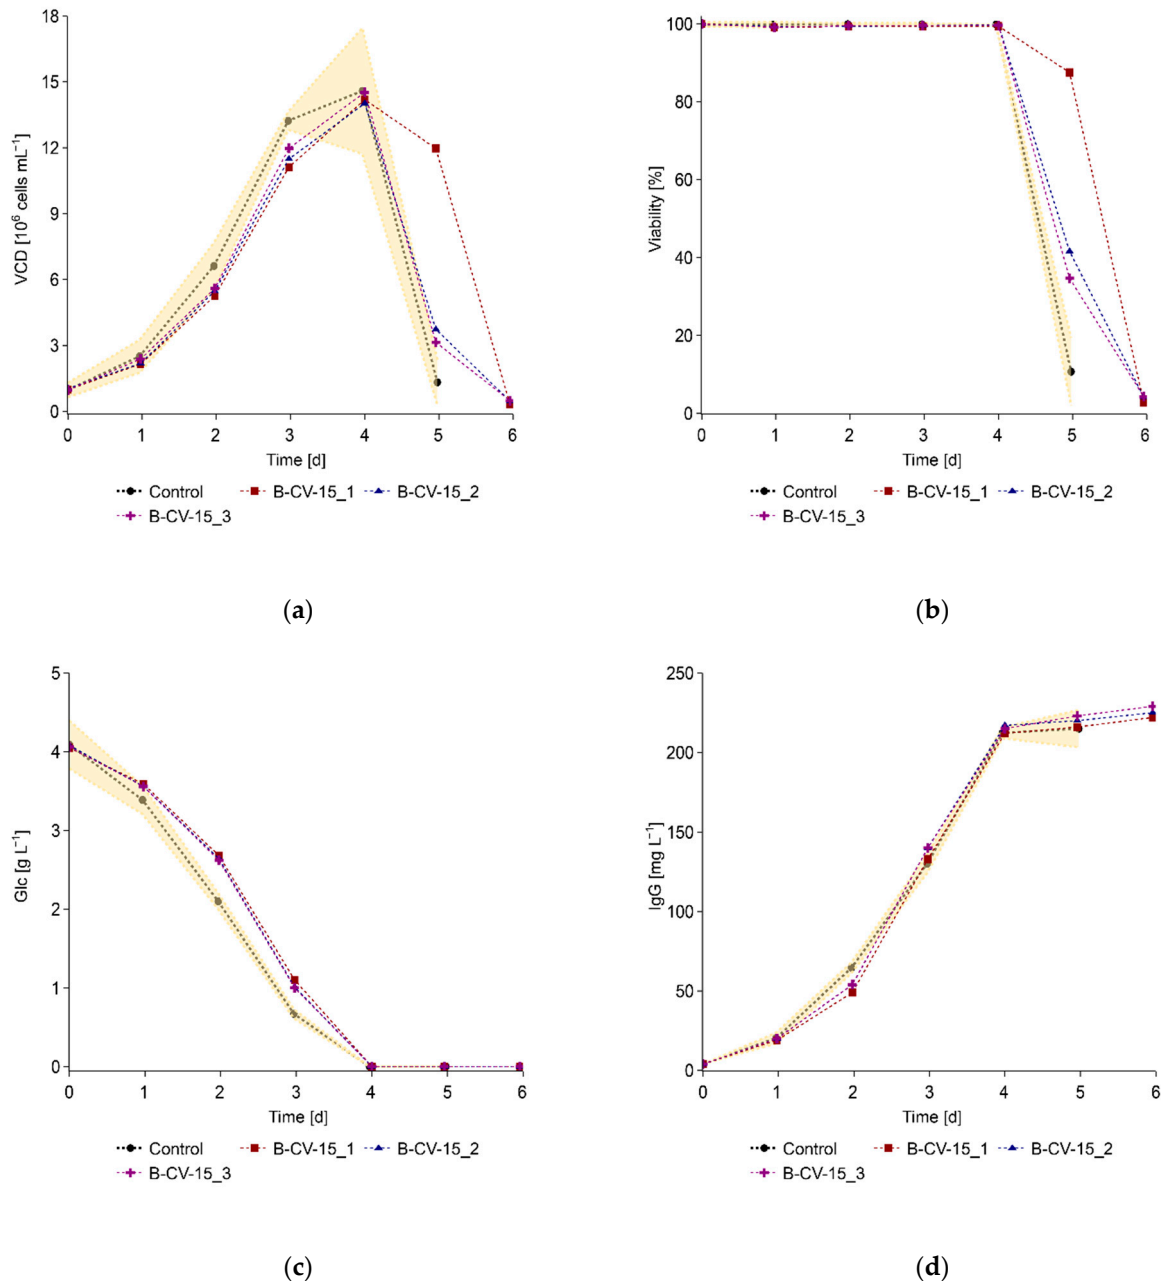 18
15
12
9
6
3
0
VCD [10⁶ cells mL⁻¹]
0 1 2 3 4 5 6
Time [d]
Control B-CV-15_1 B-CV-15_2
B-CV-15_3
(a)
100
80
60
40
20
0
Viability [%]
0 1 2 3 4 5 6
Time [d]
Control B-CV-15_1 B-CV-15_2
B-CV-15_3
(b)
5
4
3
2
1
0
Glc [g L⁻¹]
0 1 2 3 4 5 6
Time [d]
Control B-CV-15_1 B-CV-15_2
B-CV-15_3
(c)
250
200
150
100
50
0
IgG [mg L⁻¹]
0 1 2 3 4 5 6
Time [d]
Control B-CV-15_1 B-CV-15_2
B-CV-15_3
(d)